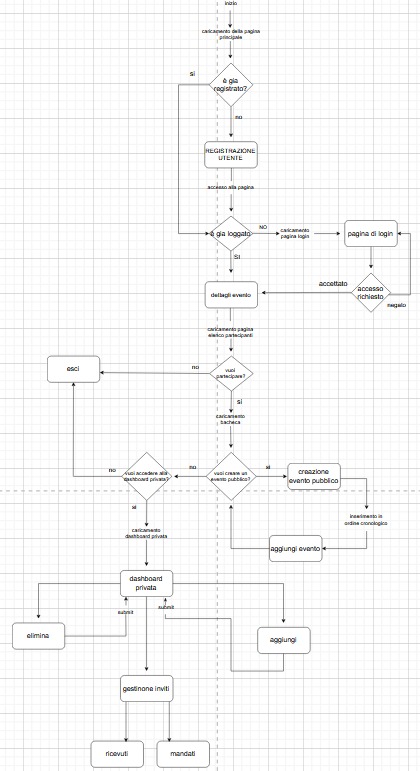 inizio
caricamento della pagina
principale
si
è gia
registrato?
no
REGISTRAZIONE
UTENTE
accesso alla pagina
è gia loggato
NO
caricamento
pagina login
pagina di login
SI
accettato
accesso
richiesto
negato
dettagli evento
caricamento pagina
elenco partecipanti
esci
no
vuoi
partecipare?
si
caricamento
bacheca
no
vuoi accedere alla
dashboard privata?
no
vuoi creare un
evento pubblico?
si
creazione
evento pubblico
si
inserimento in
ordine cronologico
caricamento
dashboard privata
aggiungi evento
dashboard
privata
submit
submit
elimina
aggiungi
gestinone inviti
ricevuti
mandati